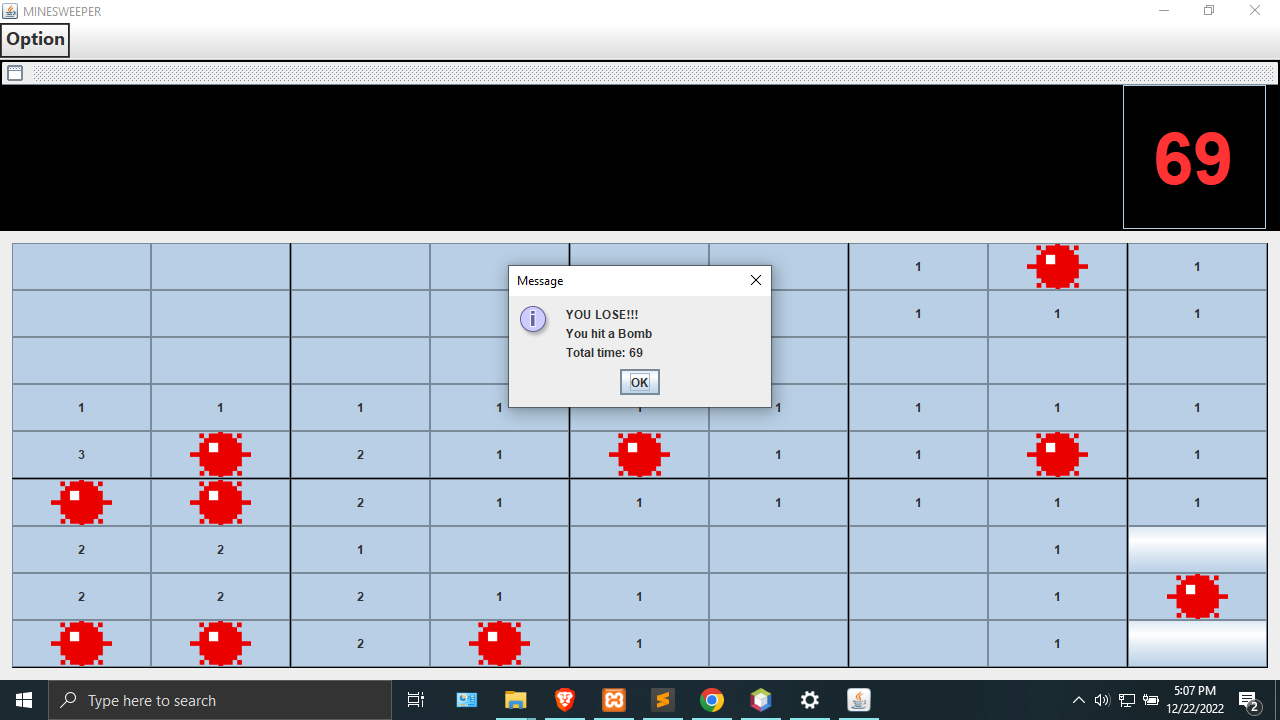 MINESWEEPER
Option
69
1 1
1 1 1
Message
YOU LOSE!!!
You hit a Bomb
Total time: 69
OK
1 1 1 1 1 1 1 1 1
3 2 1 1 1 1
2 1 1 1 1 1 1
2 2 1 1
2 2 2 1 1 1
2 1 1
Type here to search
5:07 PM
12/22/2022
2